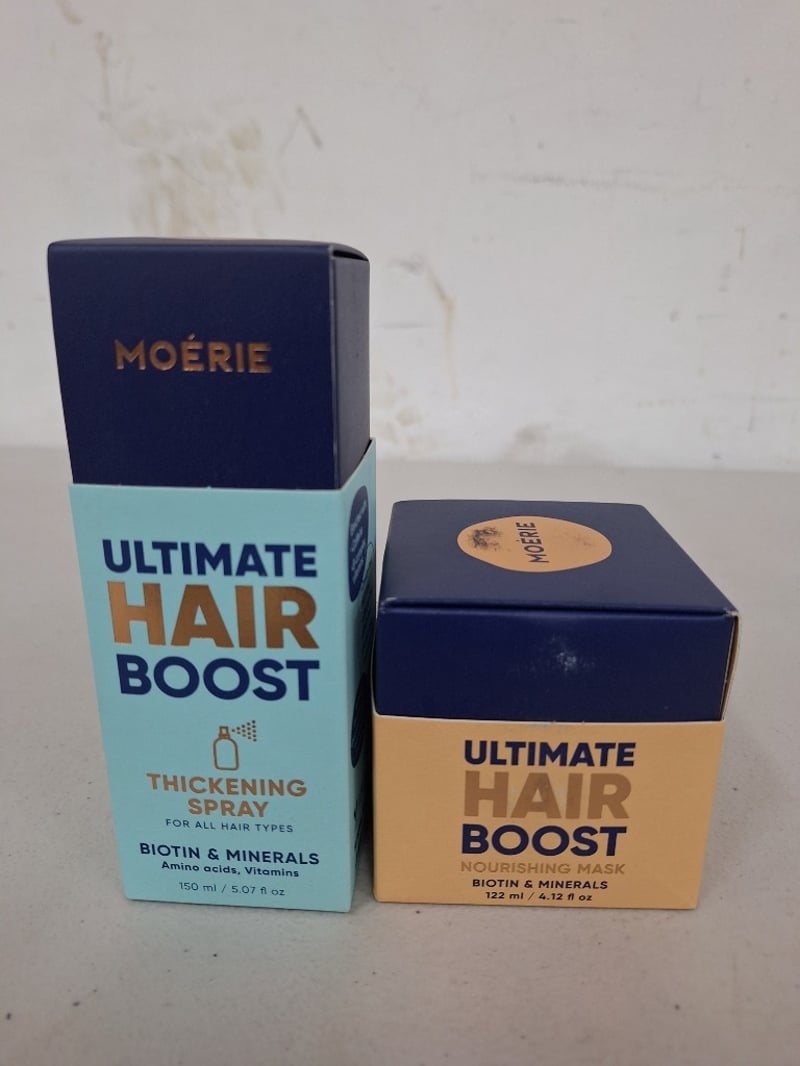 MOÉRIE
ULTIMATE
HAIR
BOOST
THICKENING
SPRAY
FOR ALL HAIR TYPES
BIOTIN & MINERALS
Amino acids, Vitamins
150 ml / 5.07 fl oz
MOÉRIE
ULTIMATE
HAIR
BOOST
NOURISHING MASK
BIOTIN & MINERALS
122 ml / 4.12 fl oz